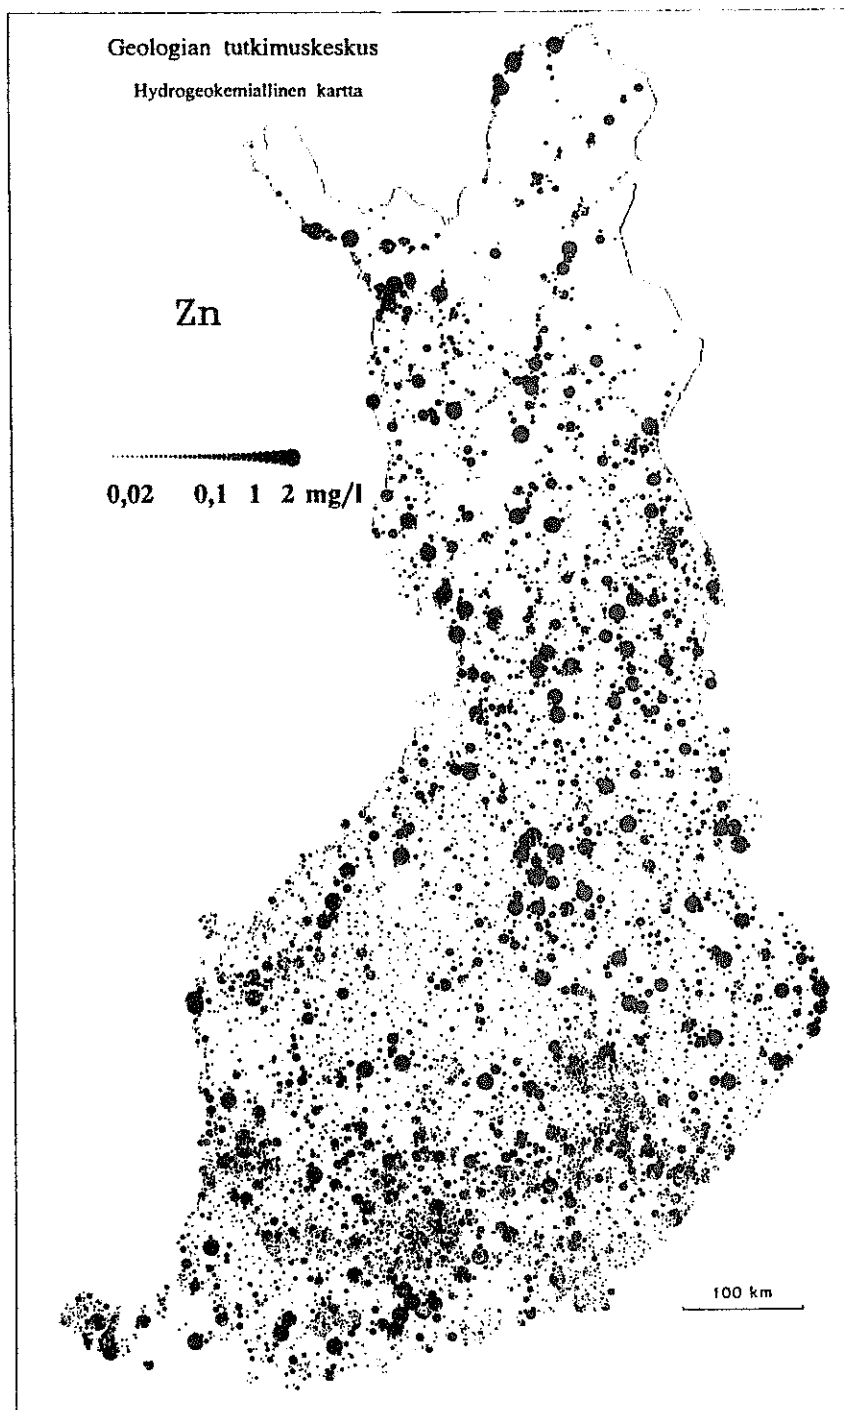 Geologian tutkimuskeskus
Hydrogeokemiallinen kartta
Zn
0,02 0,1 1 2 mg/l
100 km